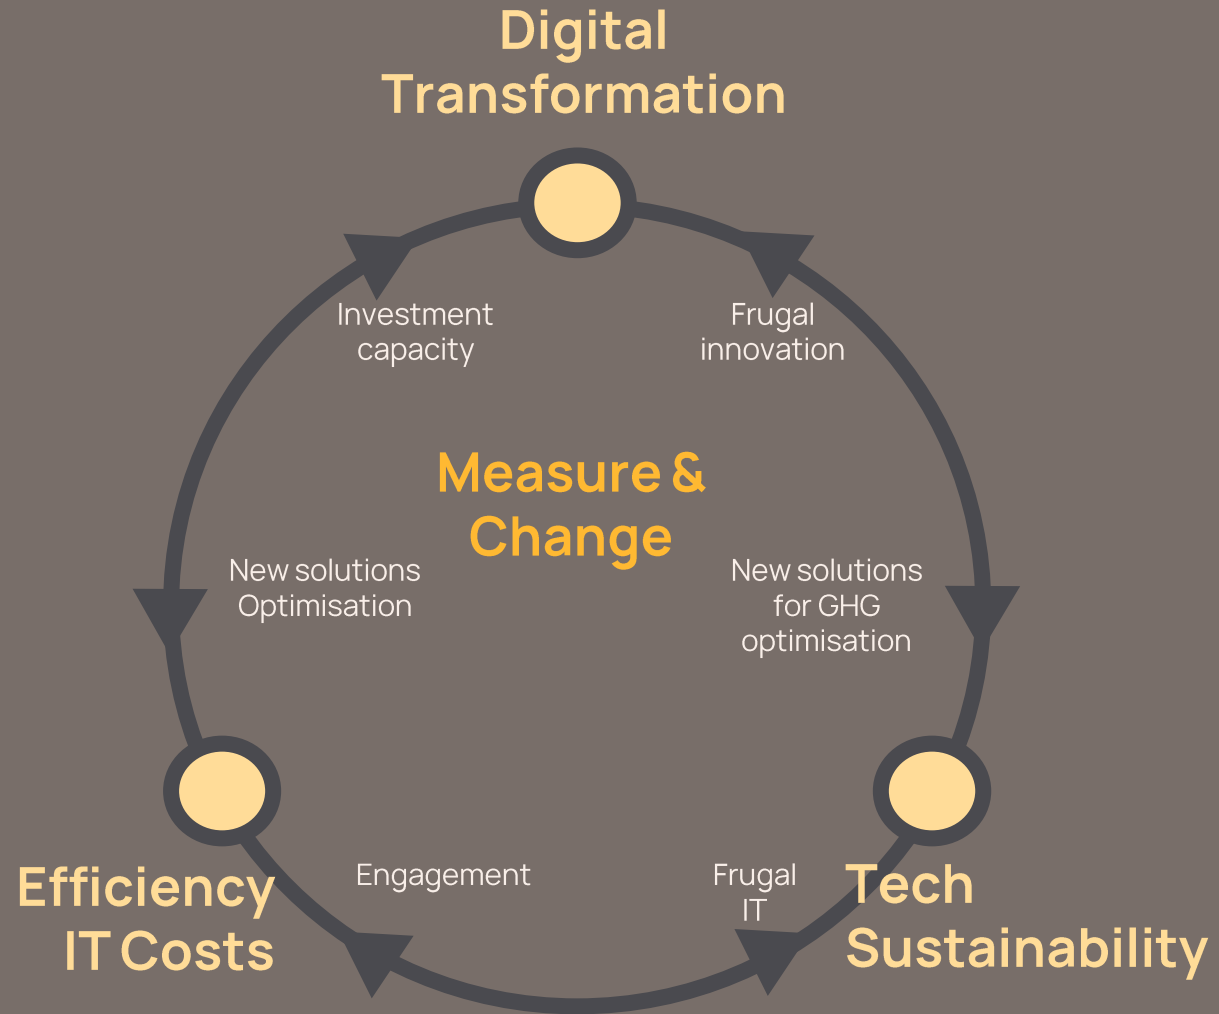 Digital
Transformation
Investment
capacity
Frugal
innovation
Measure &
Change
New solutions
Optimisation
New solutions
for GHG
optimisation
Efficiency
IT Costs
Engagement
Frugal
IT
Tech
Sustainability